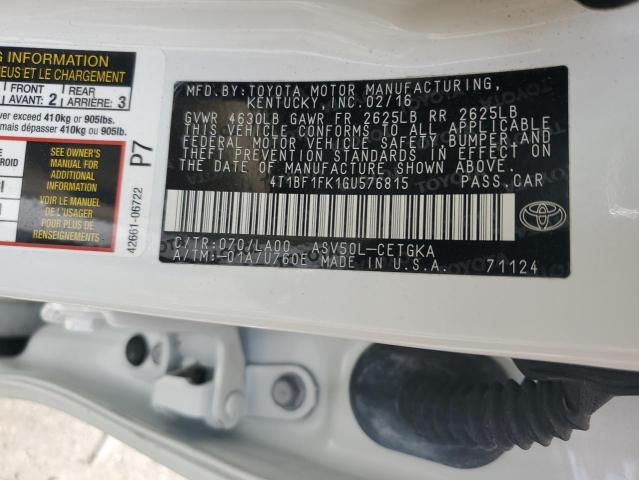 G INFORMATION
EUS ET LE CHARGEMENT
FRONT
AVANT: 2
REAR
ARRIÈRE: 3
ver exceed 410kg or 905lbs.
mais dépasser 410kg ou 905lbs.
SEE OWNER'S
MANUAL FOR
ADDITIONAL
INFORMATION
VOIR LE MANUEL
DE L'USAGER
POUR PLUS DE
RENSEIGNEMENTS
P7
42661-06722
MFD.BY:TOYOTA MOTOR MANUFACTURING,
KENTUCKY, INC. 02/16
GVWR 4630LB GAWR FR 2625LB RR 2625LB
THIS VEHICLE CONFORMS TO ALL APPLICABLE
FEDERAL MOTOR VEHICLE SAFETY,BUMPER,AND
THEFT PREVENTION STANDARDS IN EFFECT ON
THE DATE OF MANUFACTURE SHOWN ABOVE.
4T1BF1FK1GU576815 PASS.CAR
C/TR:070/LA00 ASV50L-CETGKA
A/TM:-01A/U760E MADE IN U.S.A. 71124
TOYOTA